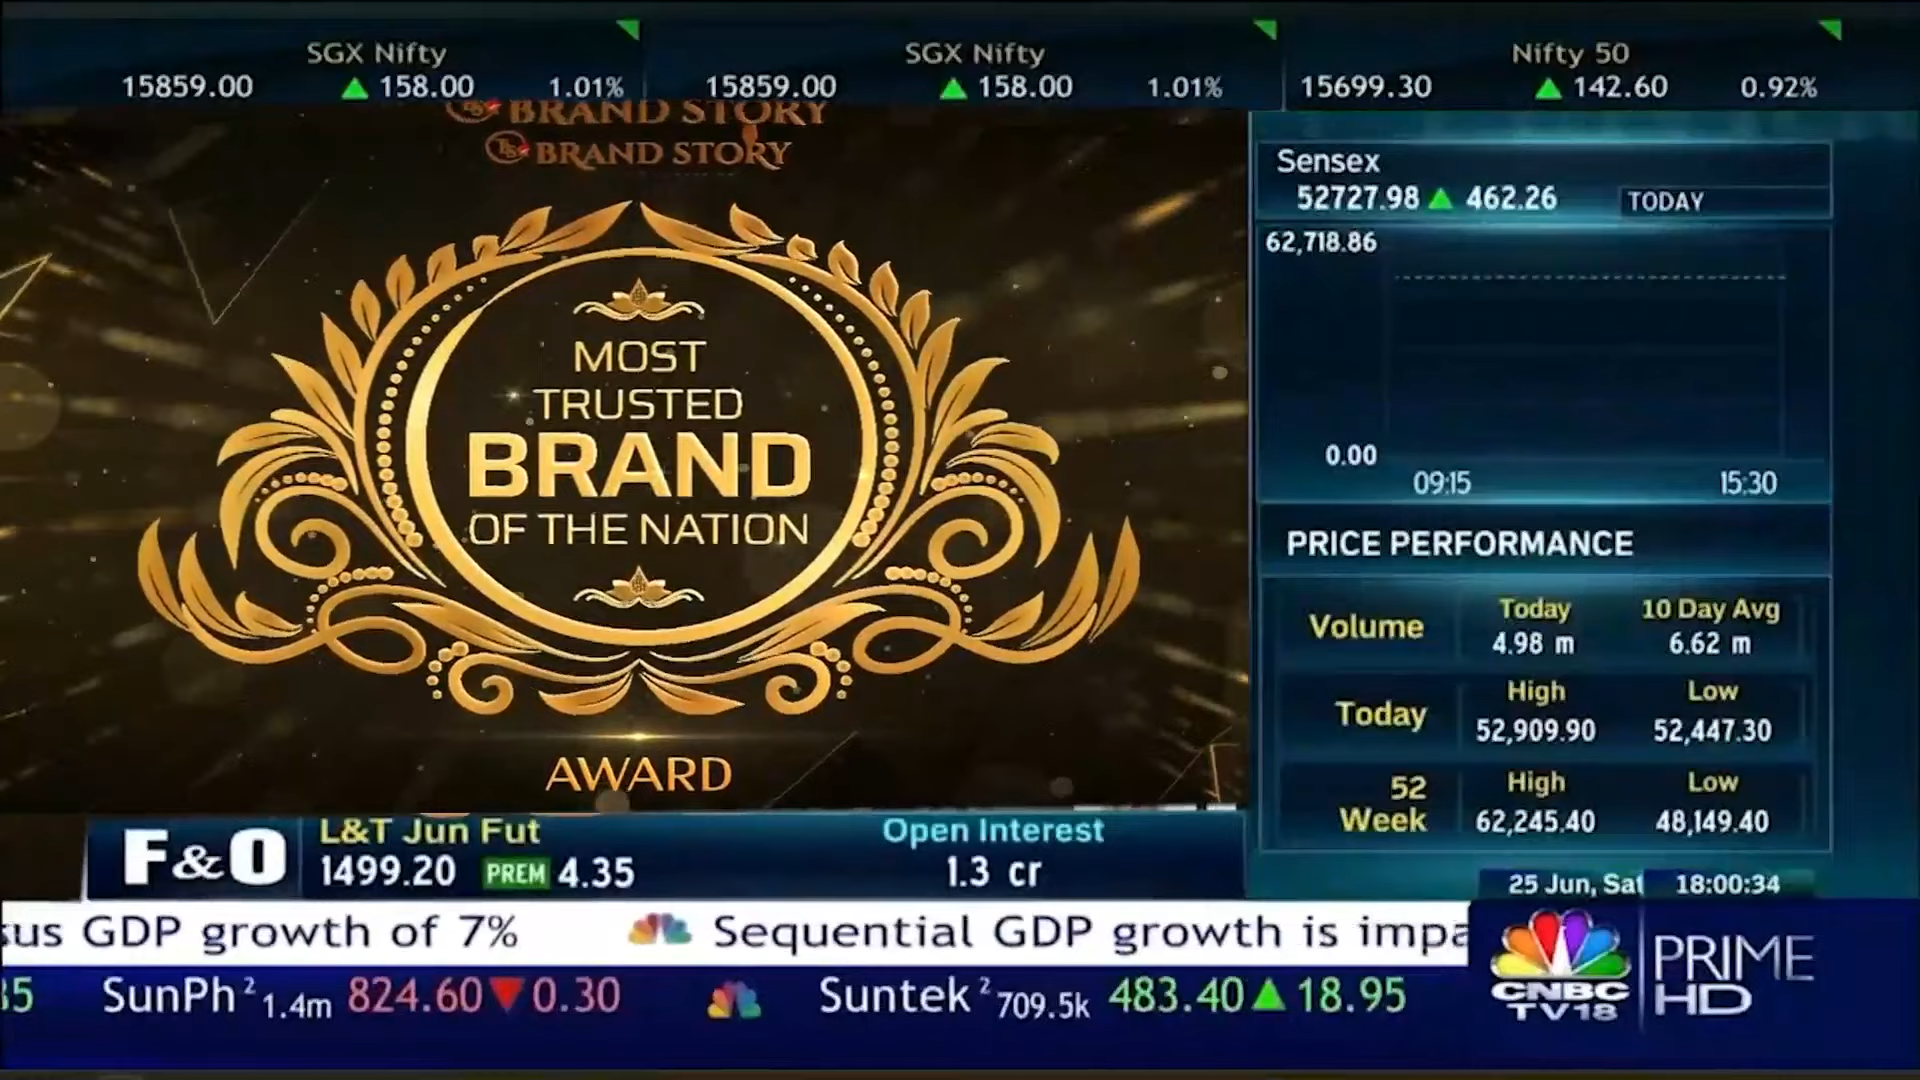 SGX Nifty
15859.00 ▲ 158.00 1.01%
SGX Nifty
15859.00 ▲ 158.00 1.01%
Nifty 50
15699.30 ▲ 142.60 0.92%
BRAND STORY
BRAND STORY
MOST
TRUSTED
BRAND
OF THE NATION
AWARD
Sensex
52727.98 ▲ 462.26 TODAY
62,718.86
0.00
09:15 15:30
PRICE PERFORMANCE
Volume
Today 10 Day Avg
4.98 m 6.62 m
Today
High Low
52,909.90 52,447.30
52
Week
High Low
62,245.40 48,149.40
F&O
L&T Jun Fut
1499.20 PREM 4.35
Open Interest
1.3 cr
25 Jun, Sat 18:00:34
GDP growth of 7% Sequential GDP growth is
SunPh² 1.4m 824.60 ▼ 0.30 Suntek² 709.5k 483.40 ▲ 18.95
CNBC
TV18
PRIME
HD